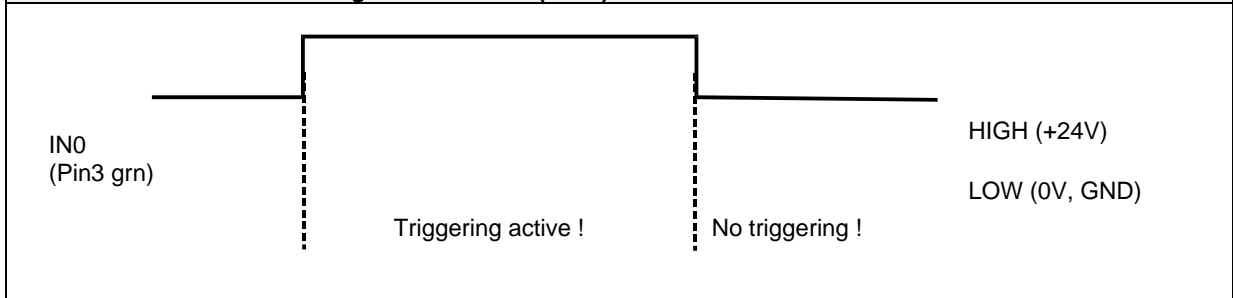 IN0
(Pin3 grn)
HIGH (+24V)
LOW (0V, GND)
Triggering active !
No triggering !